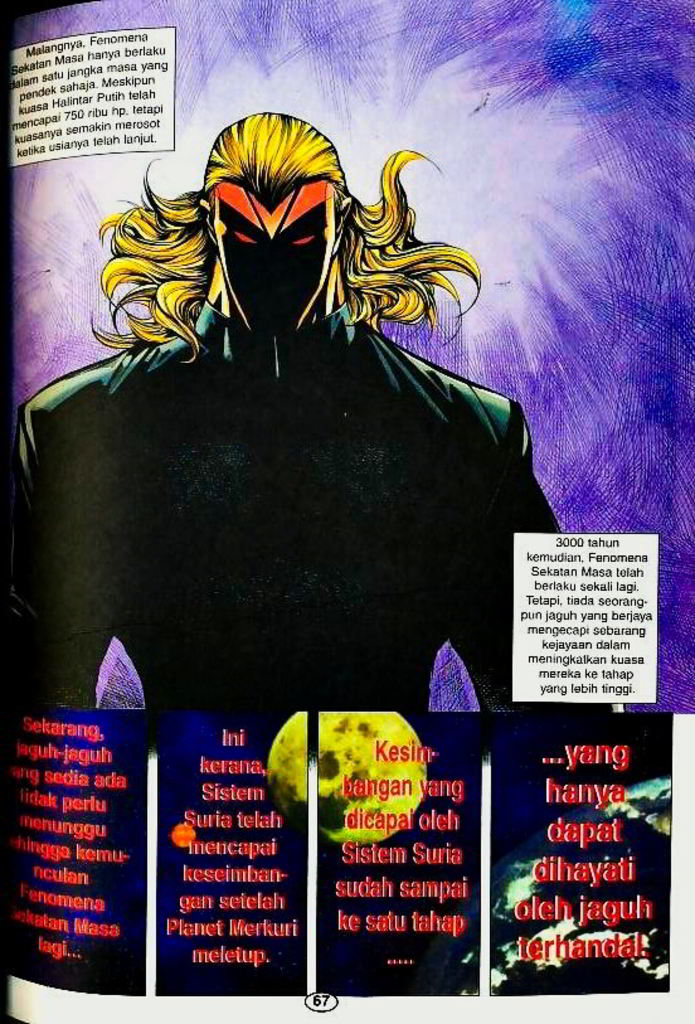 Malangnya, Fenomena
Sekatan Masa hanya berlaku
dalam satu jangka masa yang
pendek sahaja. Meskipun
kuasa Halintar Putih telah
mencapai 750 ribu hp, tetapi
kuasanya semakin merosot
ketika usianya telah lanjut.
3000 tahun
kemudian, Fenomena
Sekatan Masa telah
berlaku sekali lagi.
Tetapi, tiada seorang-
pun jaguh yang berjaya
mengecapi sebarang
kejayaan dalam
meningkatkan kuasa
mereka ke tahap
yang lebih tinggi.
Sekarang,
jaguh-jaguh
ang sedia ada
tidak perlu
menunggu
ehingga kemu-
nculan
Fenomena
Sekatan Masa
lagi...
Ini
kerana,
Sistem
Suria telah
mencapai
keseimban-
gan setelah
Planet Merkuri
meletup.
Kesim-
bangan yang
dicapai oleh
Sistem Suria
sudah sampai
ke satu tahap
.....
...yang
hanya
dapat
dihayati
oleh jaguh
terhandal.
67